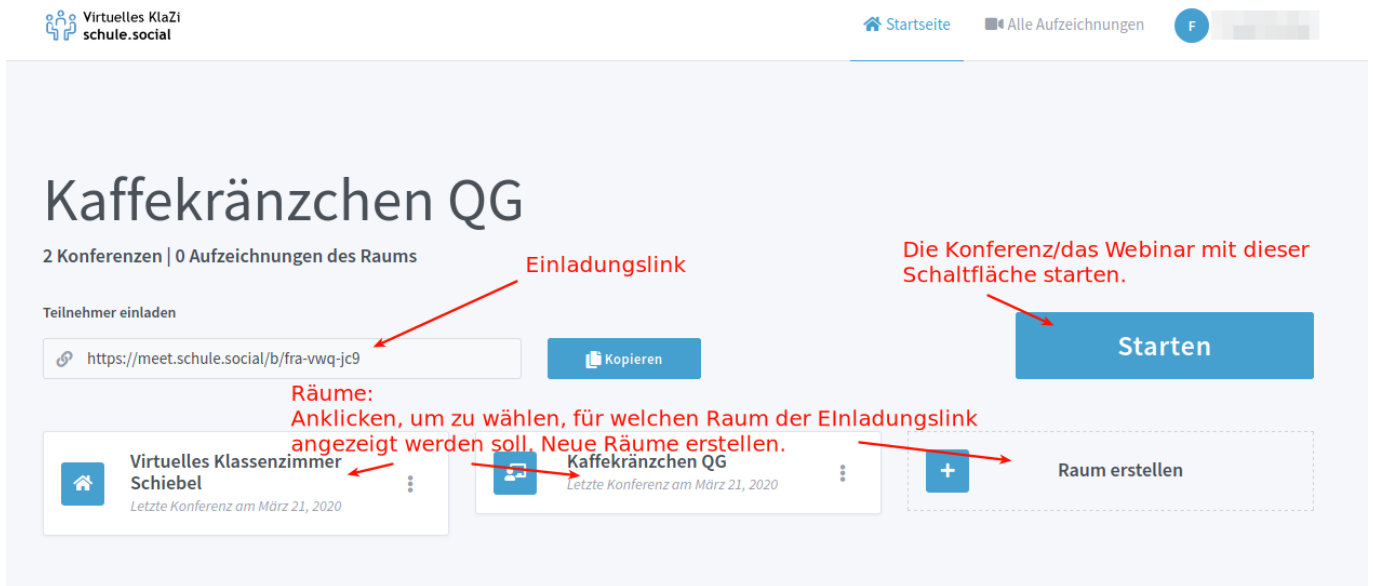 Virtuelles KlaZi
schule.social
Startseite
Alle Aufzeichnungen
F
Kaffekränzchen QG
2 Konferenzen | 0 Aufzeichnungen des Raums
Einladungslink
Die Konferenz/das Webinar mit dieser
Schaltfläche starten.
Teilnehmer einladen
https://meet.schule.social/b/fra-vwq-jc9
Kopieren
Starten
Räume:
Anklicken, um zu wählen, für welchen Raum der EInladungslink
angezeigt werden soll. Neue Räume erstellen.
Virtuelles Klassenzimmer
Schiebel
Letzte Konferenz am März 21, 2020
Kaffekränzchen QG
Letzte Konferenz am März 21, 2020
Raum erstellen